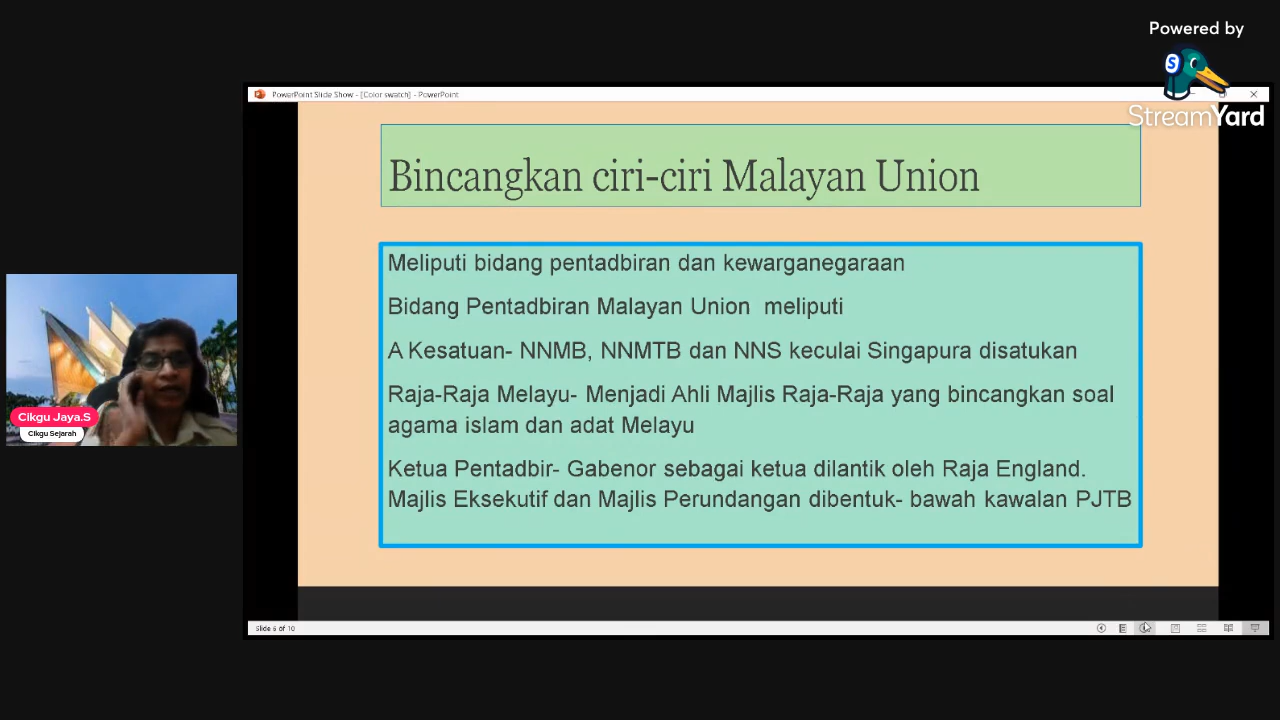 Powered by
S
StreamYard
PowerPoint Slide Show - [Color swatch] - PowerPoint
Bincangkan ciri-ciri Malayan Union
Meliputi bidang pentadbiran dan kewarganegaraan
Bidang Pentadbiran Malayan Union  meliputi
A Kesatuan- NNMB, NNMTB dan NNS keculai Singapura disatukan
Raja-Raja Melayu- Menjadi Ahli Majlis Raja-Raja yang bincangkan soal
agama islam dan adat Melayu
Ketua Pentadbir- Gabenor sebagai ketua dilantik oleh Raja England.
Majlis Eksekutif dan Majlis Perundangan dibentuk- bawah kawalan PJTB
Cikgu Jaya.S
Cikgu Sejarah
Slide 6 of 10